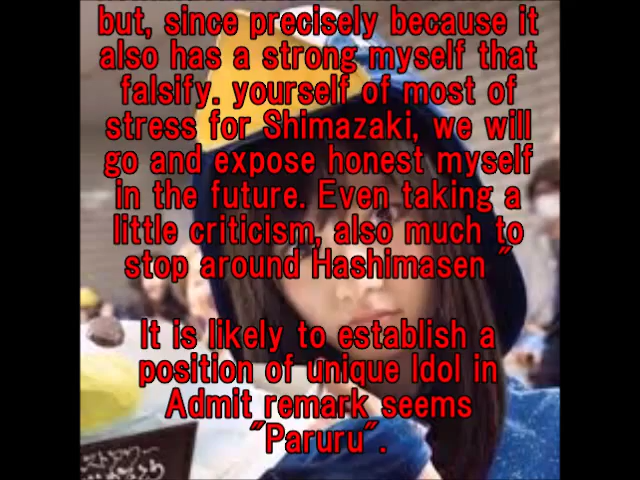 but, since precisely because it
also has a strong myself that
falsify. yourself of most of
stress for Shimazaki, we will
go and expose honest myself
in the future. Even taking a
little criticism, also much to
stop around Hashimasen "
It is likely to establish a
position of unique Idol in
Admit remark seems
"Paruru".